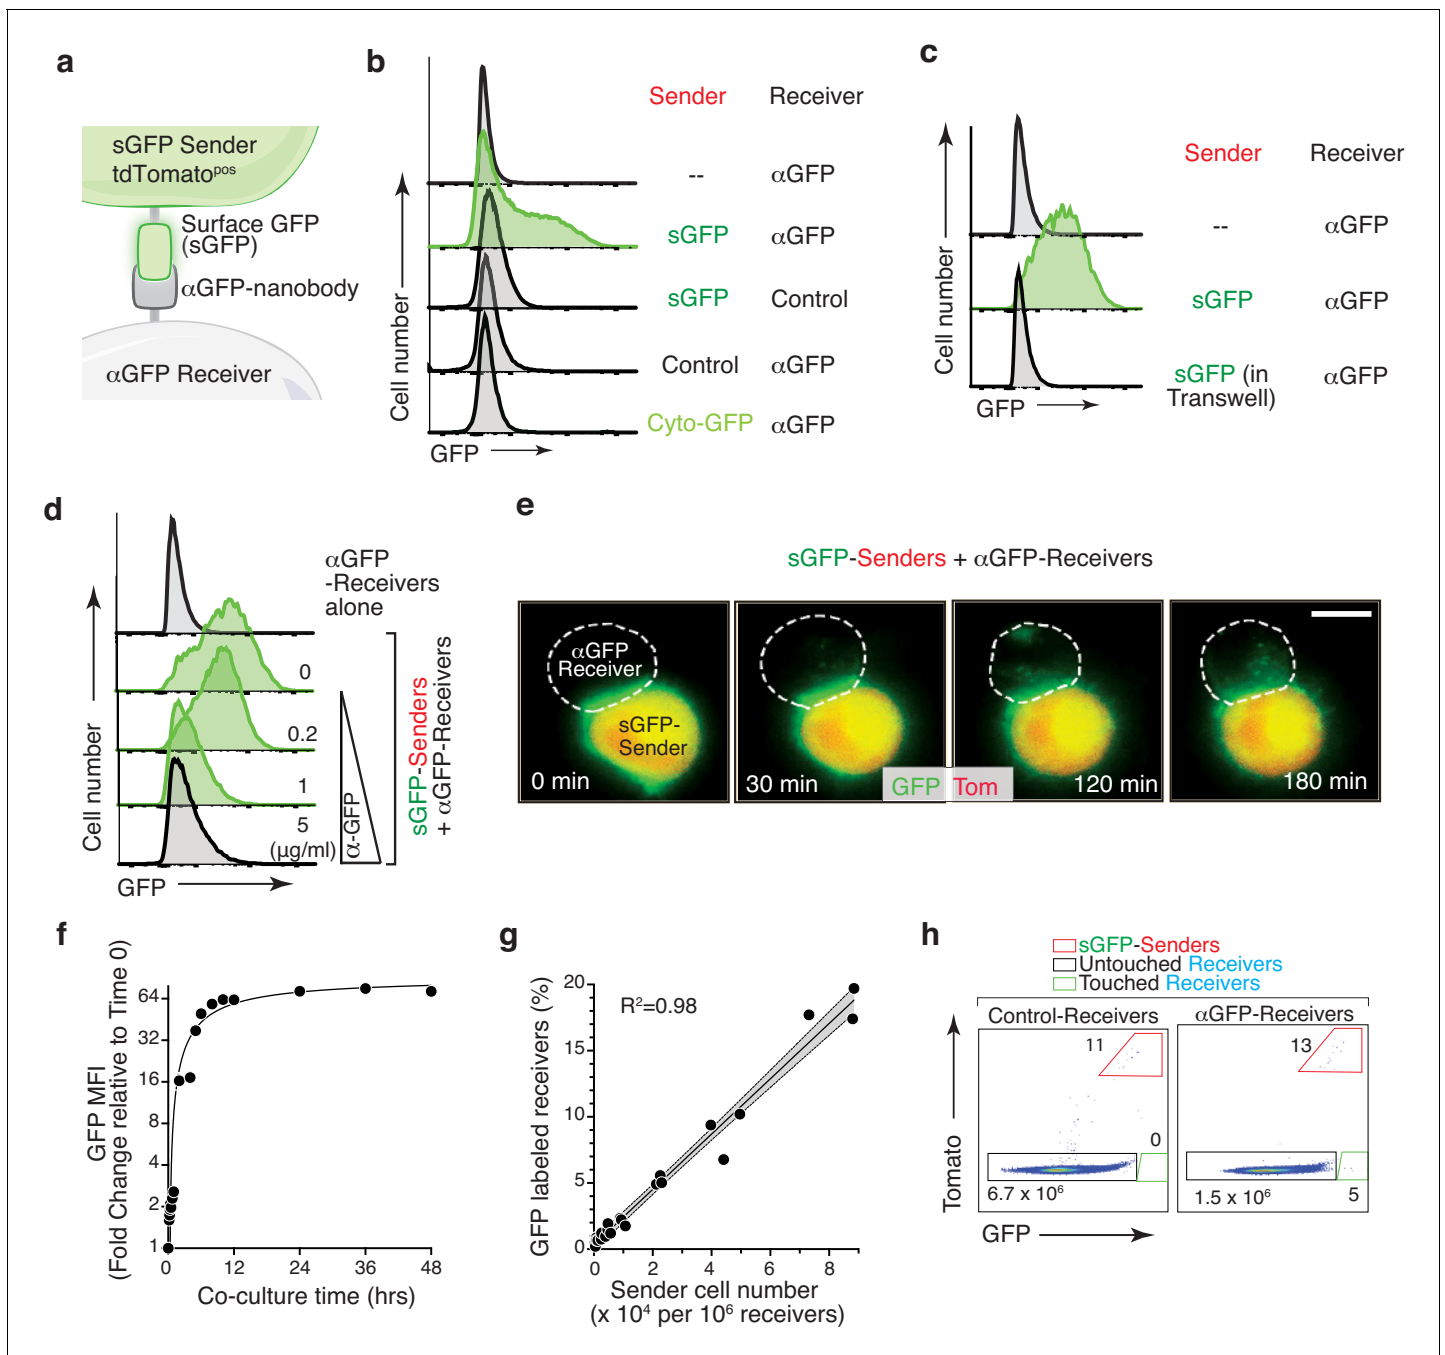 a
sGFP Sender
tdTomatopos
Surface GFP
(sGFP)
αGFP-nanobody
αGFP Receiver
b
Sender Receiver
-- αGFP
sGFP αGFP
sGFP Control
Control αGFP
Cyto-GFP αGFP
Cell number
GFP
c
Sender Receiver
-- αGFP
sGFP αGFP
sGFP (in
Transwell) αGFP
Cell number
GFP
d
αGFP
-Receivers
alone
0
0.2
1
5
(µg/ml)
α-GFP
sGFP-Senders
+ αGFP-Receivers
Cell number
GFP
e
sGFP-Senders + αGFP-Receivers
αGFP
Receiver
sGFP-
Sender
0 min
30 min
GFP Tom
120 min
180 min
f
GFP MFI
(Fold Change relative to Time 0)
64
32
16
8
4
2
1
0 12 24 36 48
Co-culture time (hrs)
g
GFP labeled receivers (%)
R²=0.98
20
15
10
5
0
0 2 4 6 8
Sender cell number
(x 10⁴ per 10⁶ receivers)
h
sGFP-Senders
Untouched Receivers
Touched Receivers
Control-Receivers αGFP-Receivers
11
0
6.7 x 10⁶
13
5
1.5 x 10⁶
Tomato
GFP